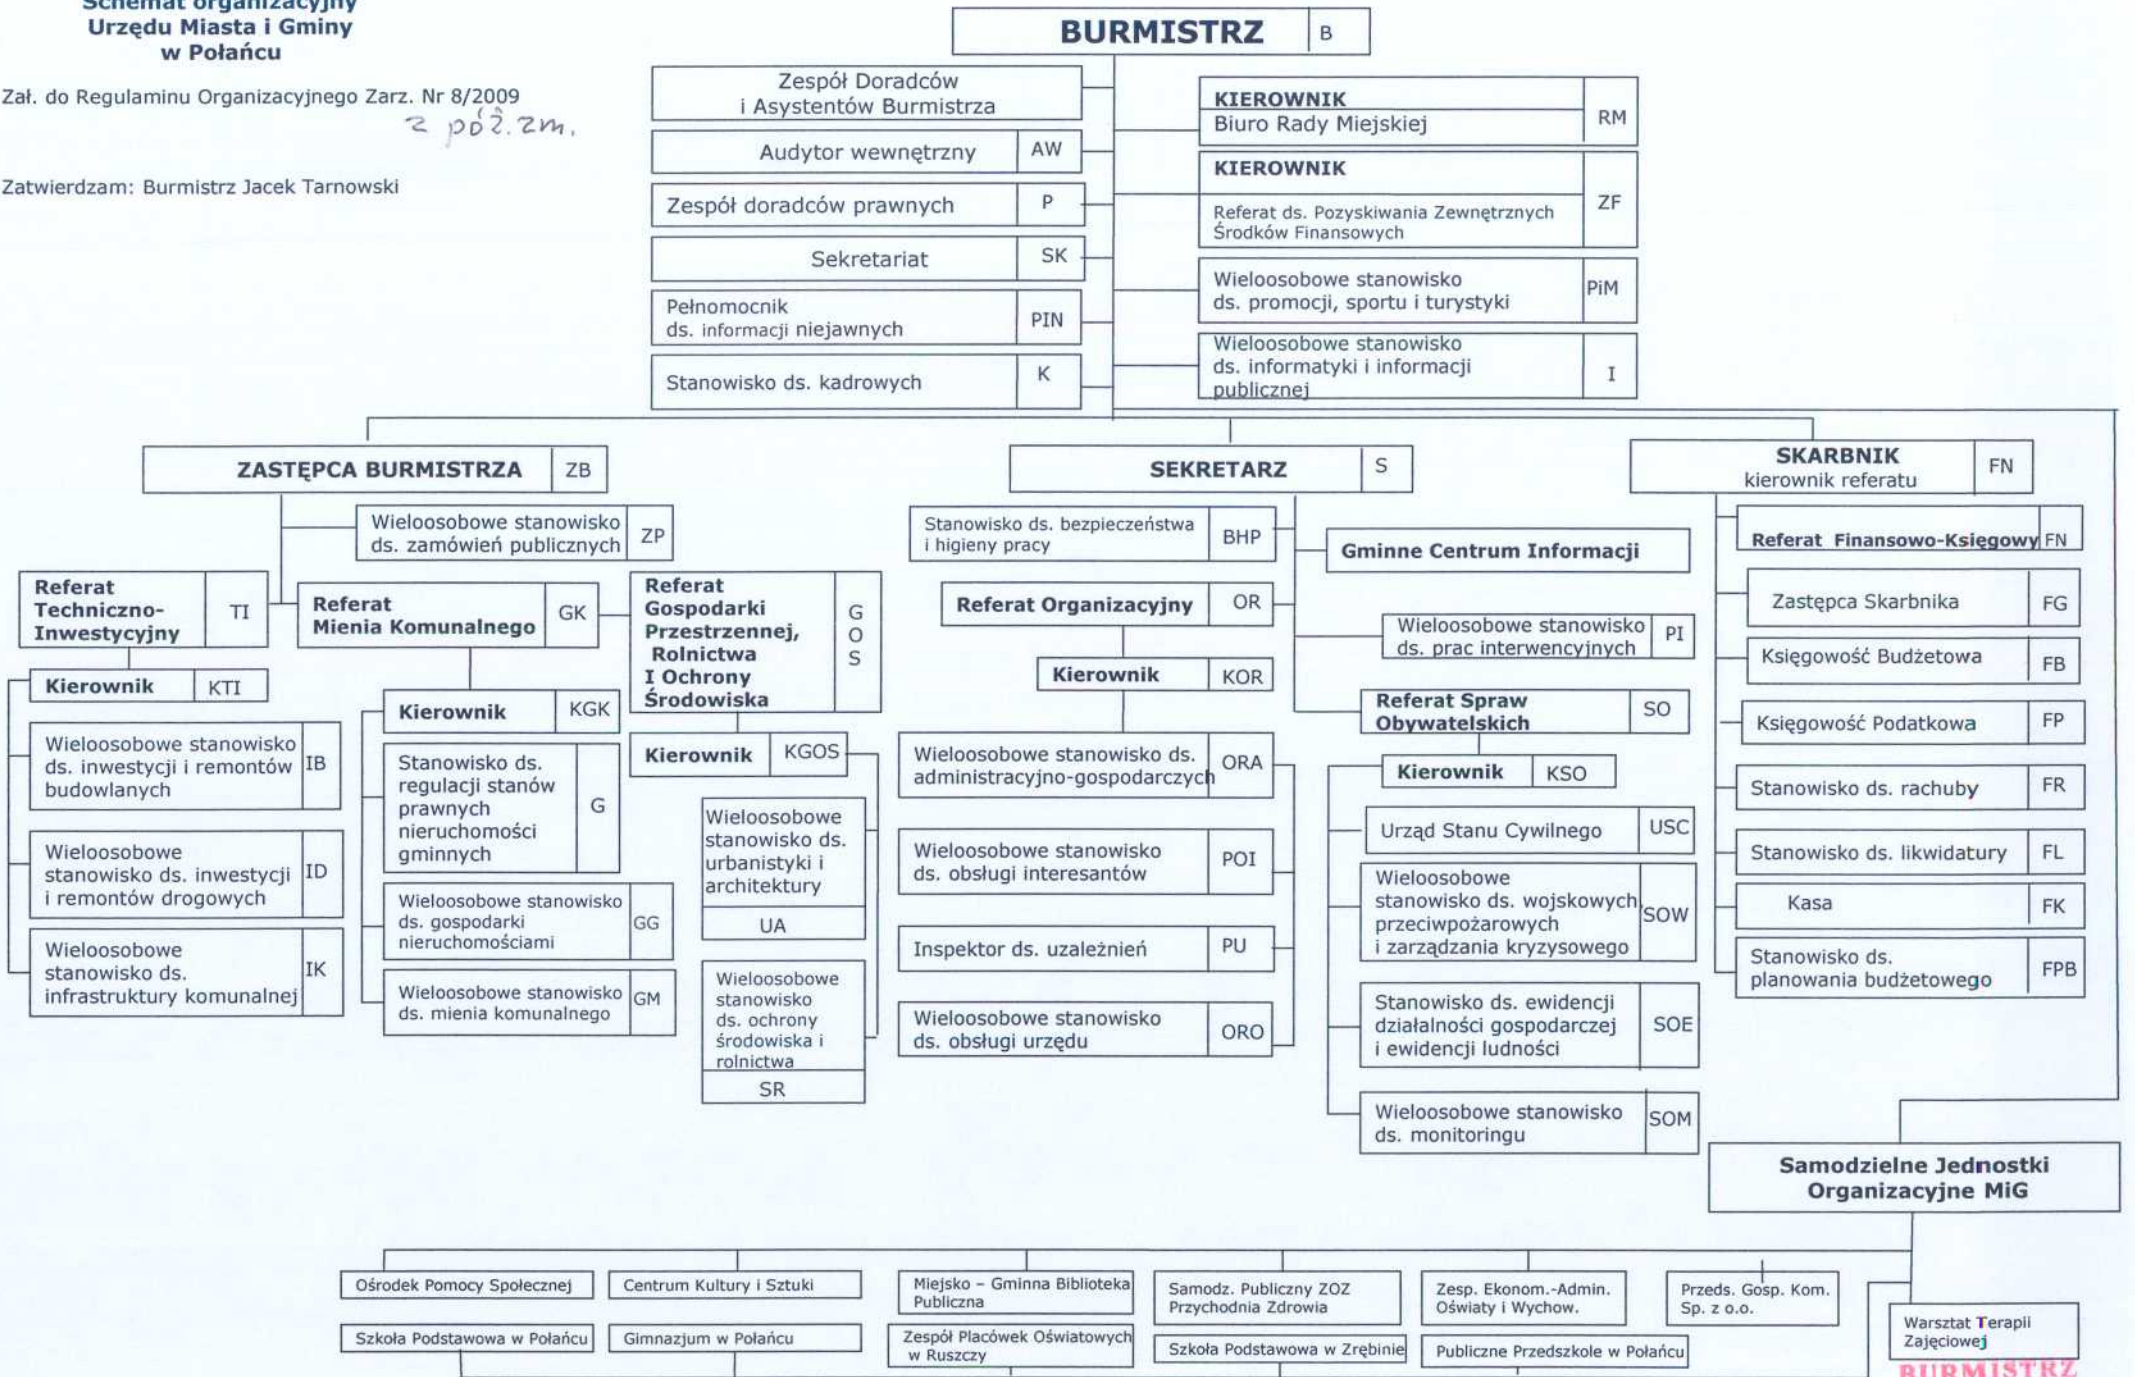 Schemat organizacyjny
Urzędu Miasta i Gminy
w Połańcu
Zał. do Regulaminu Organizacyjnego Zarz. Nr 8/2009
z póź. zm.
Zatwierdzam: Burmistrz Jacek Tarnowski
BURMISTRZ B
Zespół Doradców
i Asystentów Burmistrza
Audytor wewnętrzny AW
Zespół doradców prawnych P
Sekretariat SK
Pełnomocnik
ds. informacji niejawnych PIN
Stanowisko ds. kadrowych K
KIEROWNIK
Biuro Rady Miejskiej RM
KIEROWNIK
Referat ds. Pozyskiwania Zewnętrznych
Środków Finansowych ZF
Wieloosobowe stanowisko
ds. promocji, sportu i turystyki PiM
Wieloosobowe stanowisko
ds. informatyki i informacji
publicznej I
ZASTĘPCA BURMISTRZA ZB
Wieloosobowe stanowisko
ds. zamówień publicznych ZP
Referat
Techniczno-
Inwestycyjny TI
Kierownik KTI
Wieloosobowe stanowisko
ds. inwestycji i remontów
budowlanych IB
Wieloosobowe
stanowisko ds. inwestycji
i remontów drogowych ID
Wieloosobowe
stanowisko ds.
infrastruktury komunalnej IK
Referat
Mienia Komunalnego GK
Kierownik KGK
Stanowisko ds.
regulacji stanów
prawnych
nieruchomości
gminnych G
Wieloosobowe stanowisko
ds. gospodarki
nieruchomościami GG
Wieloosobowe stanowisko
ds. mienia komunalnego GM
Referat
Gospodarki
Przestrzennej,
Rolnictwa
I Ochrony
Środowiska
G
O
S
Kierownik KGOS
Wieloosobowe
stanowisko ds.
urbanistyki i
architektury
UA
Wieloosobowe
stanowisko
ds. ochrony
środowiska i
rolnictwa
SR
SEKRETARZ S
Stanowisko ds. bezpieczeństwa
i higieny pracy BHP
Referat Organizacyjny OR
Kierownik KOR
Wieloosobowe stanowisko ds.
administracyjno-gospodarczych ORA
Wieloosobowe stanowisko
ds. obsługi interesantów POI
Inspektor ds. uzależnień PU
Wieloosobowe stanowisko
ds. obsługi urzędu ORO
Gminne Centrum Informacji
Wieloosobowe stanowisko
ds. prac interwencyjnych PI
Referat Spraw
Obywatelskich SO
Kierownik KSO
Urząd Stanu Cywilnego USC
Wieloosobowe
stanowisko ds. wojskowych,
przeciwpożarowych
i zarządzania kryzysowego SOW
Stanowisko ds. ewidencji
działalności gospodarczej
i ewidencji ludności SOE
Wieloosobowe stanowisko
ds. monitoringu SOM
SKARBNIK
kierownik referatu FN
Referat Finansowo-Księgowy FN
Zastępca Skarbnika FG
Księgowość Budżetowa FB
Księgowość Podatkowa FP
Stanowisko ds. rachuby FR
Stanowisko ds. likwidatury FL
Kasa FK
Stanowisko ds.
planowania budżetowego FPB
Samodzielne Jednostki
Organizacyjne MiG
Ośrodek Pomocy Społecznej
Centrum Kultury i Sztuki
Miejsko – Gminna Biblioteka
Publiczna
Samodz. Publiczny ZOZ
Przychodnia Zdrowia
Zesp. Ekonom.-Admin.
Oświaty i Wychow.
Przeds. Gosp. Kom.
Sp. z o.o.
Warsztat Terapii
Zajęciowej
Szkoła Podstawowa w Połańcu
Gimnazjum w Połańcu
Zespół Placówek Oświatowych
w Ruszczy
Szkoła Podstawowa w Zrębinie
Publiczne Przedszkole w Połańcu
BURMISTRZ